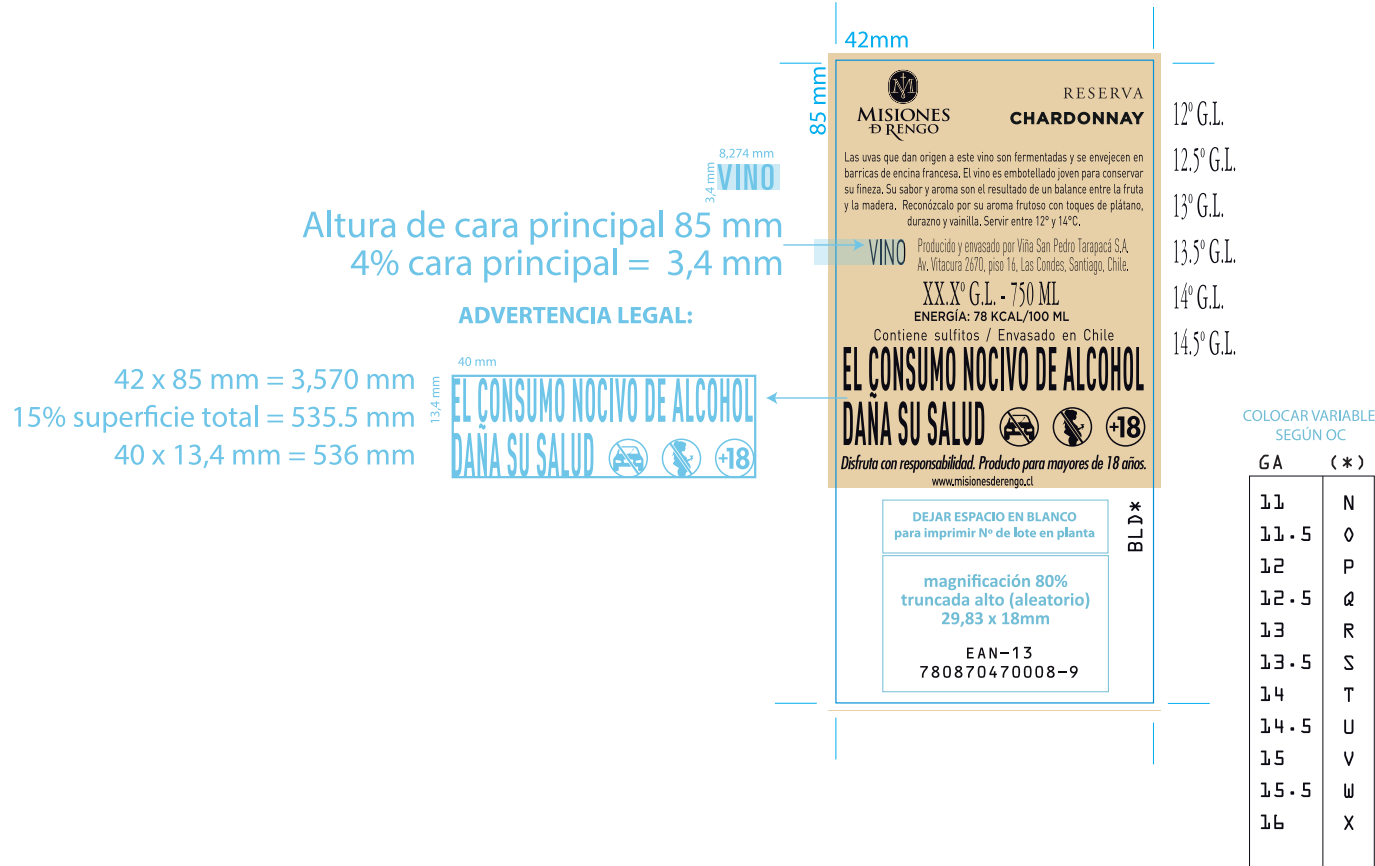 42mm
85 mm
MISIONES
D RENGO
RESERVA
CHARDONNAY
Las uvas que dan origen a este vino son fermentadas y se envejecen en
barricas de encina francesa. El vino es embotellado joven para conservar
su fineza. Su sabor y aroma son el resultado de un balance entre la fruta
y la madera. Reconózcalo por su aroma frutoso con toques de plátano,
durazno y vainilla. Servir entre 12° y 14°C.
VINO
Producido y envasado por Viña San Pedro Tarapacá S.A.
Av. Vitacura 2670, piso 16, Las Condes, Santiago, Chile.
XX.Xº G.L. - 750 ML
ENERGÍA: 78 KCAL/100 ML
Contiene sulfitos / Envasado en Chile
EL CONSUMO NOCIVO DE ALCOHOL
DAÑA SU SALUD +18
Disfruta con responsabilidad. Producto para mayores de 18 años.
www.misionesderengo.cl
DEJAR ESPACIO EN BLANCO
para imprimir Nº de lote en planta
BLD*
magnificación 80%
truncada alto (aleatorio)
29,83 x 18mm
EAN-13
780870470008-9
8,274 mm
3,4 mm
VINO
Altura de cara principal 85 mm
4% cara principal = 3,4 mm
ADVERTENCIA LEGAL:
40 mm
13,4 mm
EL CONSUMO NOCIVO DE ALCOHOL
DAÑA SU SALUD +18
42 x 85 mm = 3,570 mm
15% superficie total = 535.5 mm
40 x 13,4 mm = 536 mm
12º G.L.
12.5º G.L.
13º G.L.
13.5º G.L.
14º G.L.
14.5º G.L.
COLOCAR VARIABLE
SEGÚN OC
GA (*)
11 N
11.5 O
12 P
12.5 Q
13 R
13.5 S
14 T
14.5 U
15 V
15.5 W
16 X